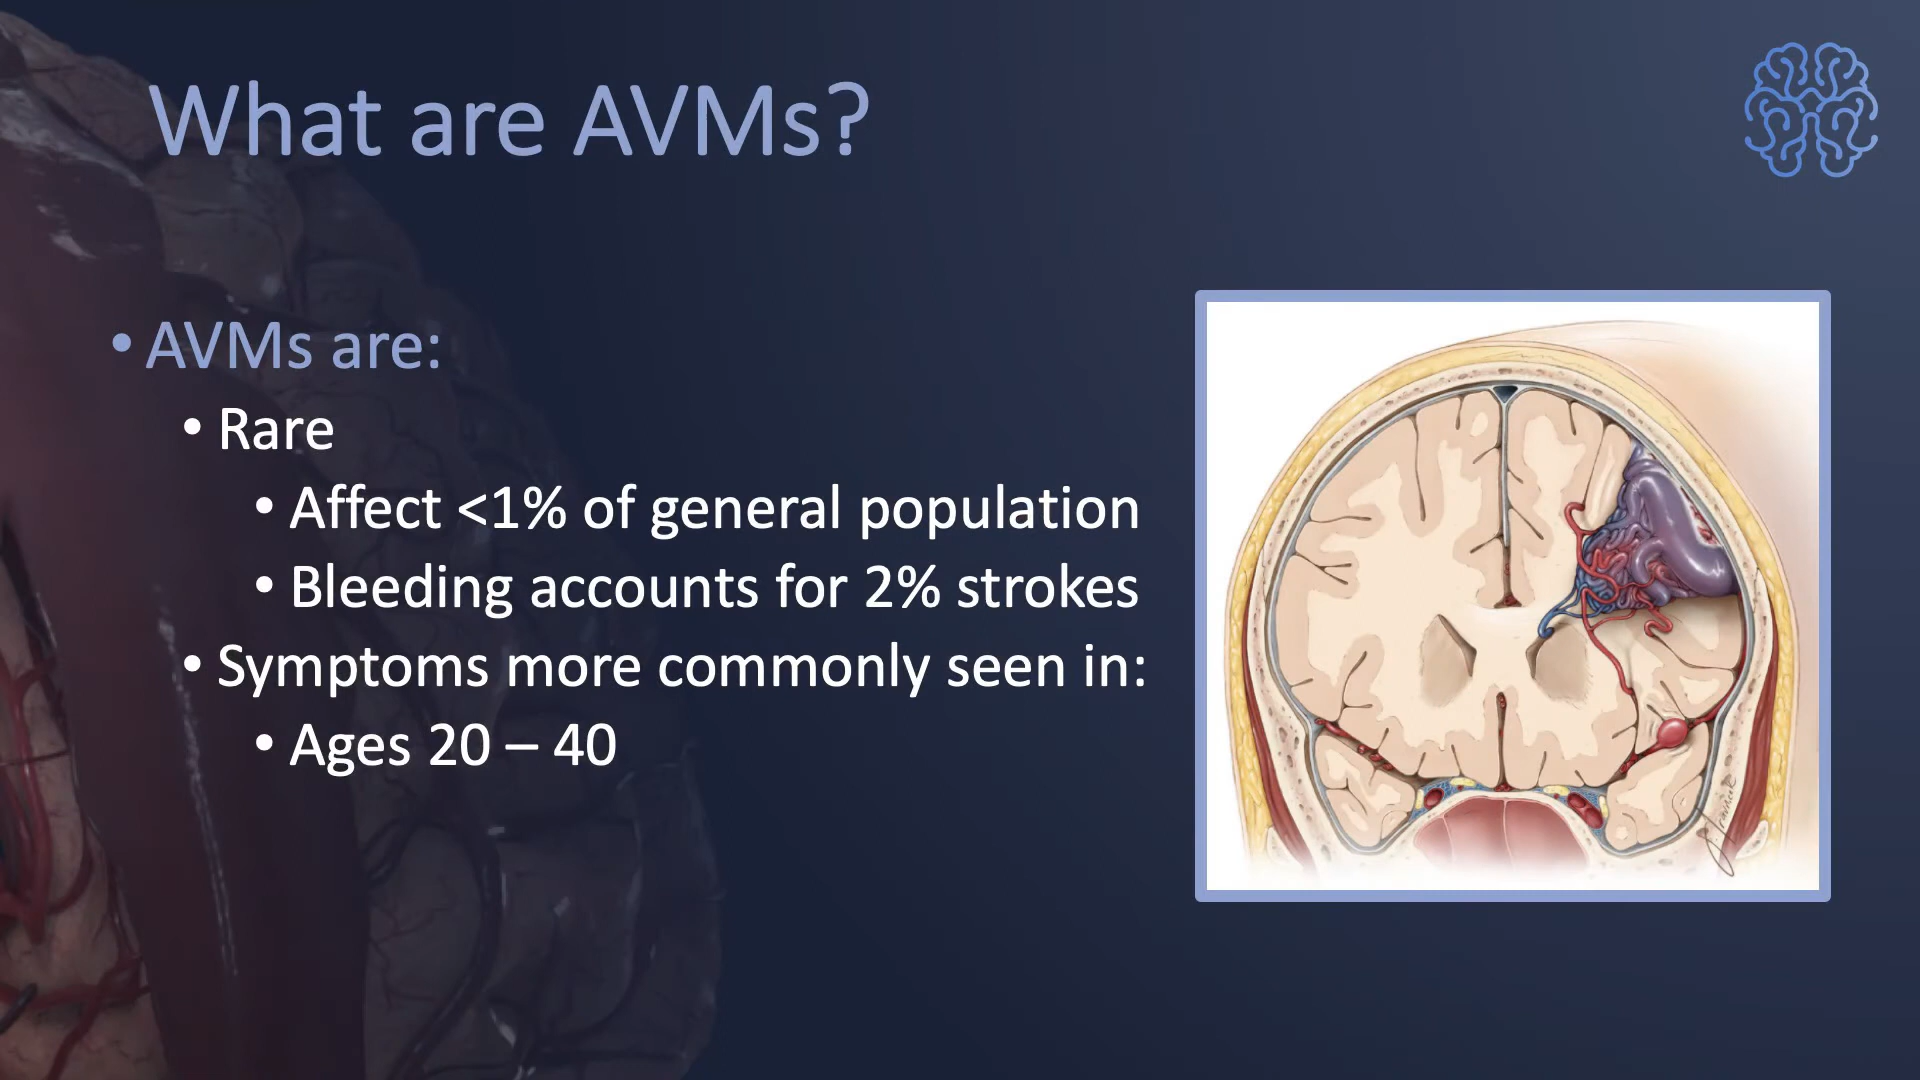 What are AVMs?
• AVMs are:
• Rare
• Affect <1% of general population
• Bleeding accounts for 2% strokes
• Symptoms more commonly seen in:
• Ages 20 – 40